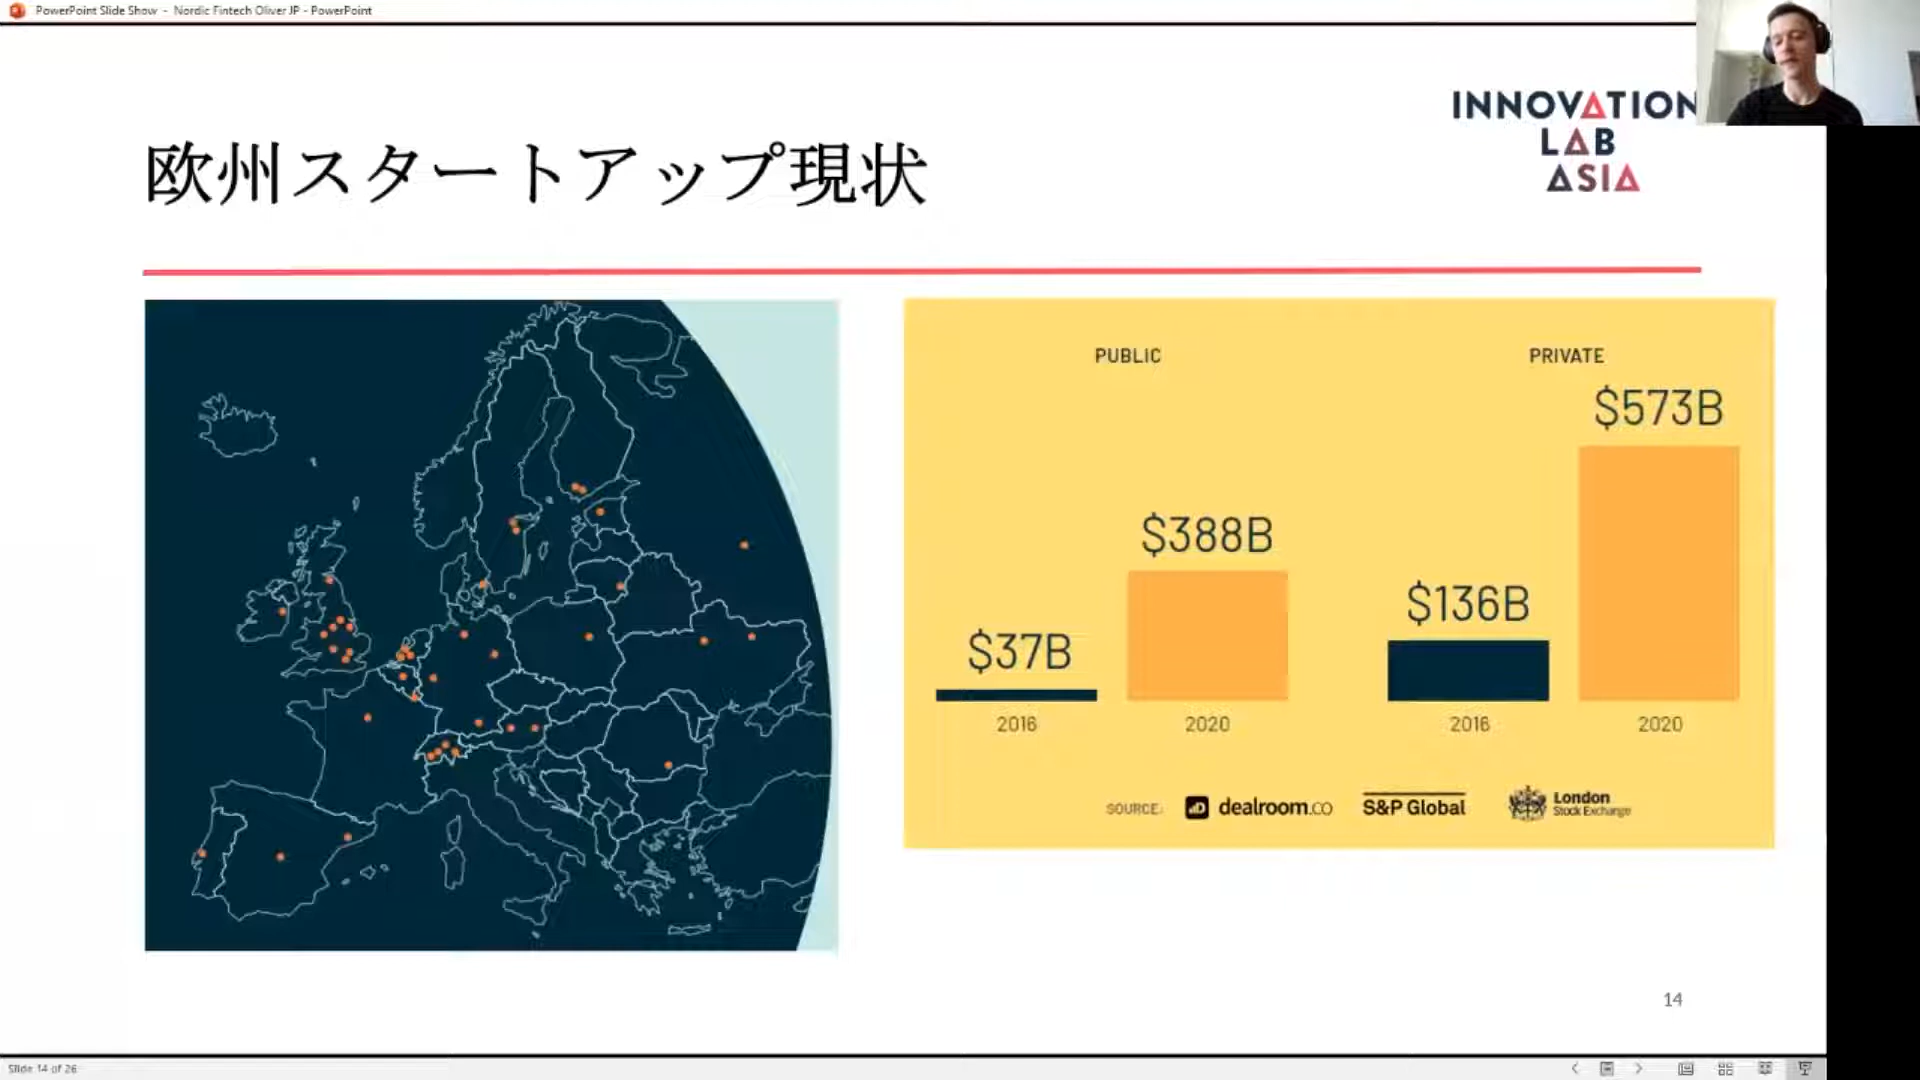 PowerPoint Slide Show - Nordic Fintech Oliver JP - PowerPoint
INNOVATION
LAB
ASIA
欧州スタートアップ現状
PUBLIC
PRIVATE
$573B
$388B
$136B
$37B
2016
2020
2016
2020
SOURCE:
dealroom.co
S&P Global
London
Stock Exchange
14
Slide 14 of 26